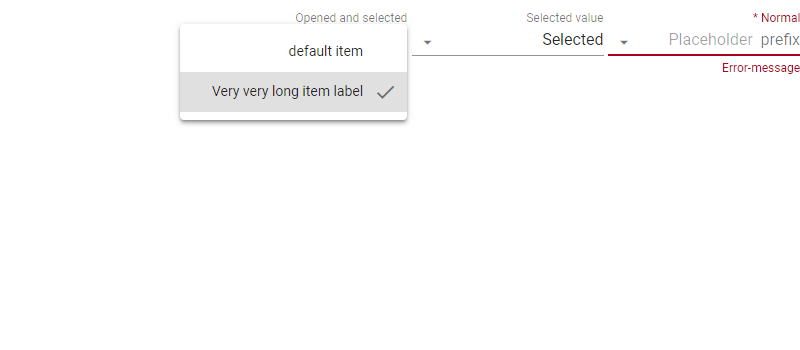 Opened and selected
default item
Very very long item label
Selected value
Selected
* Normal
Placeholder prefix
Error-message